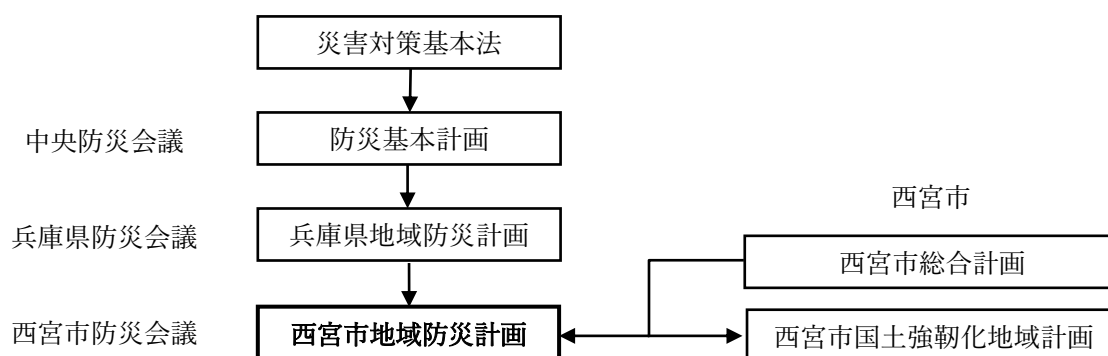 災害対策基本法
中央防災会議
防災基本計画
西宮市
兵庫県防災会議
兵庫県地域防災計画
西宮市総合計画
西宮市防災会議
西宮市地域防災計画
西宮市国土強靭化地域計画